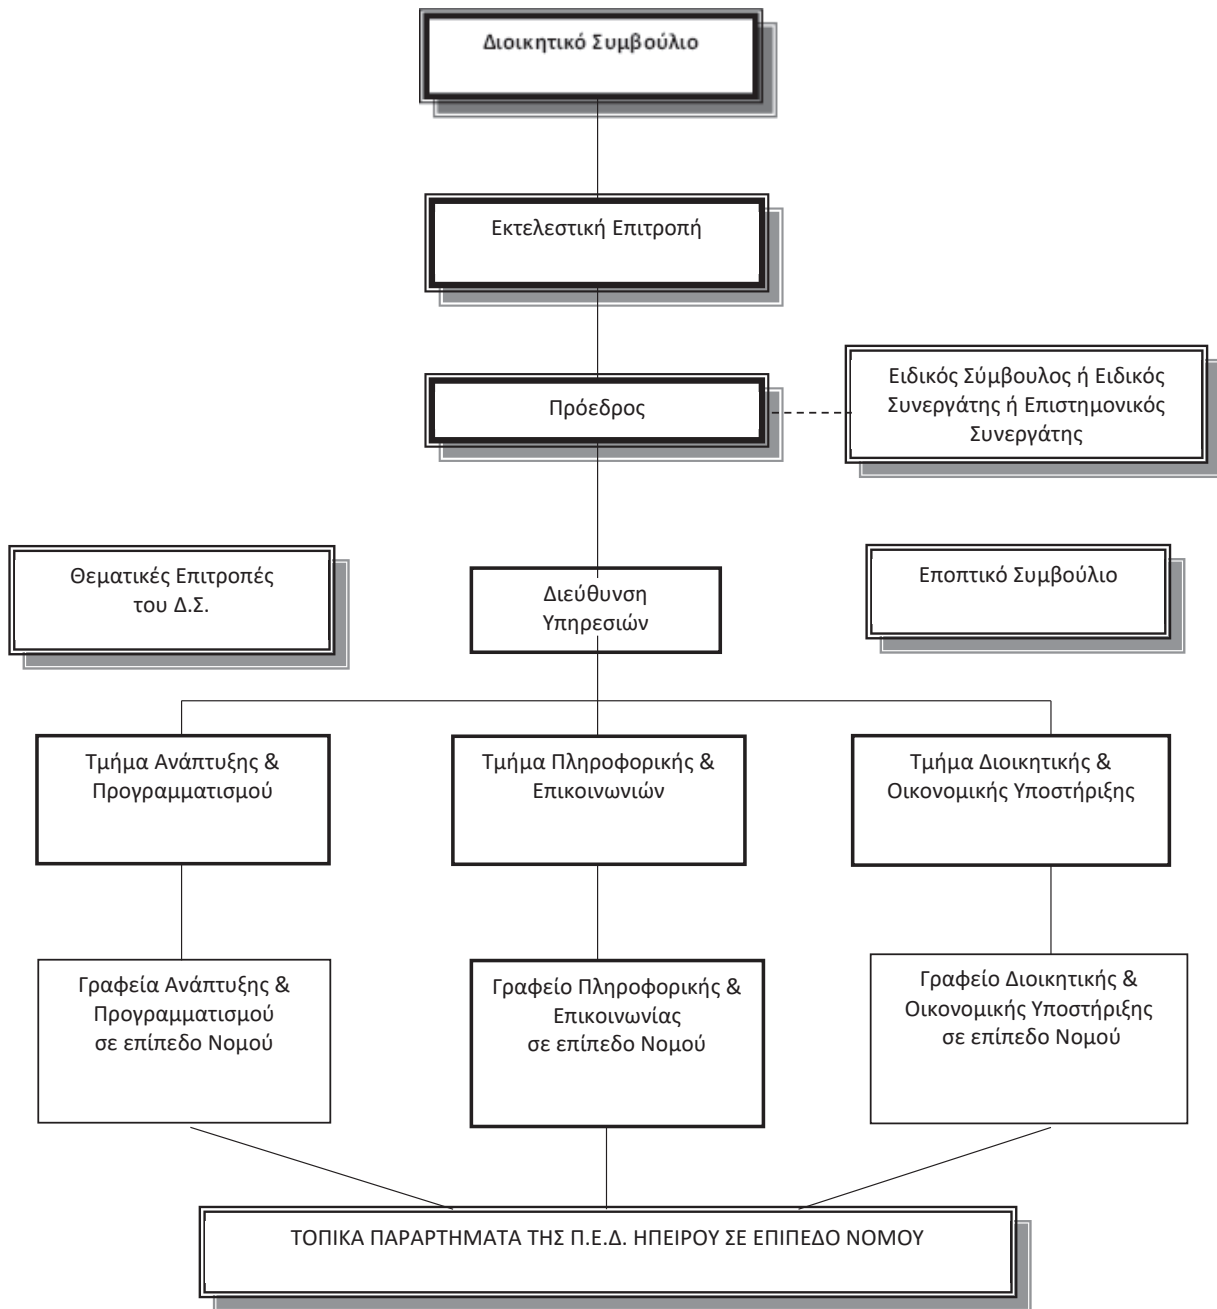 Διοικητικό Συμβούλιο
Εκτελεστική Επιτροπή
Πρόεδρος
Ειδικός Σύμβουλος ή Ειδικός
Συνεργάτης ή Επιστημονικός
Συνεργάτης
Θεματικές Επιτροπές
του Δ.Σ.
Διεύθυνση
Υπηρεσιών
Εποπτικό Συμβούλιο
Τμήμα Ανάπτυξης &
Προγραμματισμού
Τμήμα Πληροφορικής &
Επικοινωνιών
Τμήμα Διοικητικής &
Οικονομικής Υποστήριξης
Γραφεία Ανάπτυξης &
Προγραμματισμού
σε επίπεδο Νομού
Γραφείο Πληροφορικής &
Επικοινωνίας
σε επίπεδο Νομού
Γραφείο Διοικητικής &
Οικονομικής Υποστήριξης
σε επίπεδο Νομού
ΤΟΠΙΚΑ ΠΑΡΑΡΤΗΜΑΤΑ ΤΗΣ Π.Ε.Δ. ΗΠΕΙΡΟΥ ΣΕ ΕΠΙΠΕΔΟ ΝΟΜΟΥ